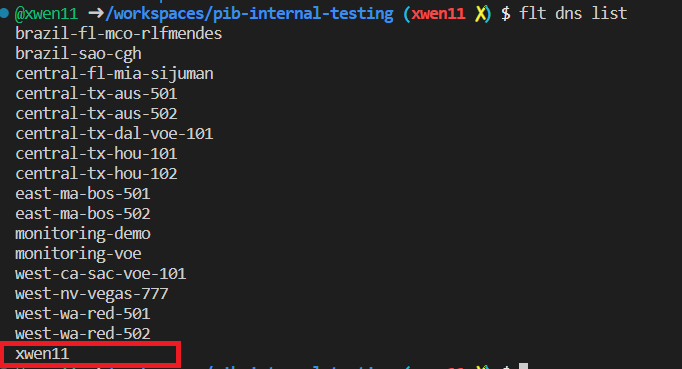 @xwen11 ➜/workspaces/pib-internal-testing (xwen11 ✗) $ flt dns list
brazil-fl-mco-rlfmendes
brazil-sao-cgh
central-fl-mia-sijuman
central-tx-aus-501
central-tx-aus-502
central-tx-dal-voe-101
central-tx-hou-101
central-tx-hou-102
east-ma-bos-501
east-ma-bos-502
monitoring-demo
monitoring-voe
west-ca-sac-voe-101
west-nv-vegas-777
west-wa-red-501
west-wa-red-502
xwen11